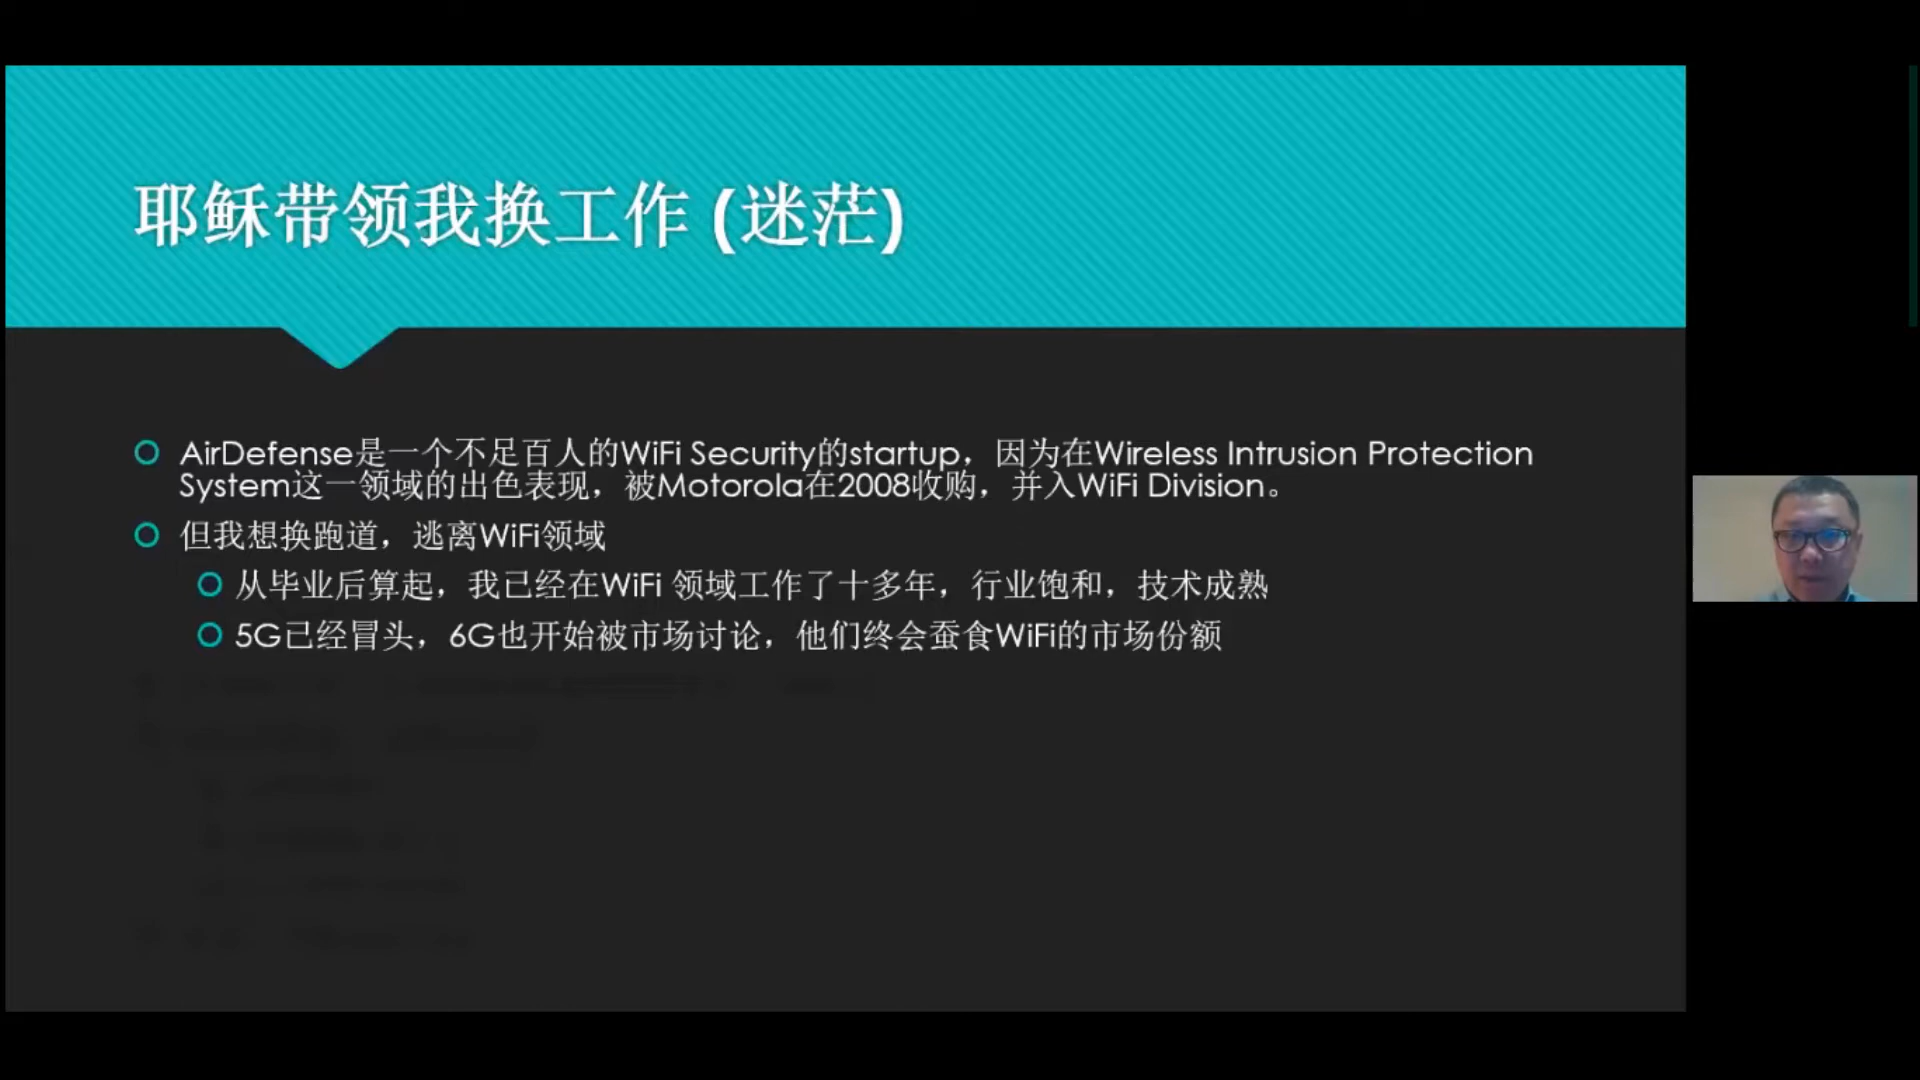 耶稣带领我换工作 (迷茫)
AirDefense是一个不足百人的WiFi Security的startup，因为在Wireless Intrusion Protection
System这一领域的出色表现，被Motorola在2008收购，并入WiFi Division。
但我想换跑道，逃离WiFi领域
从毕业后算起，我已经在WiFi 领域工作了十多年，行业饱和，技术成熟
5G已经冒头，6G也开始被市场讨论，他们终会蚕食WiFi的市场份额